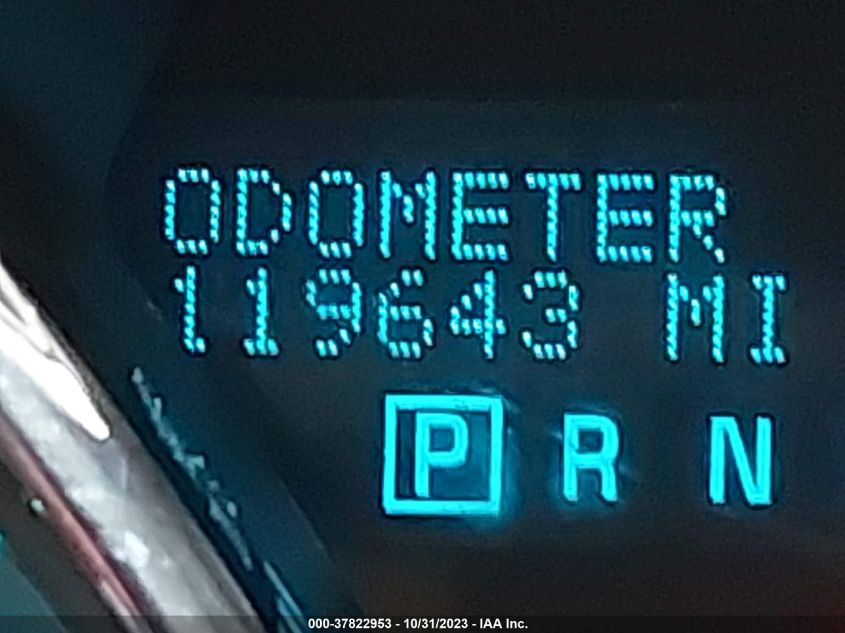 ODOMETER
119643 MI
P R N
000-37822953 - 10/31/2023 - IAA Inc.